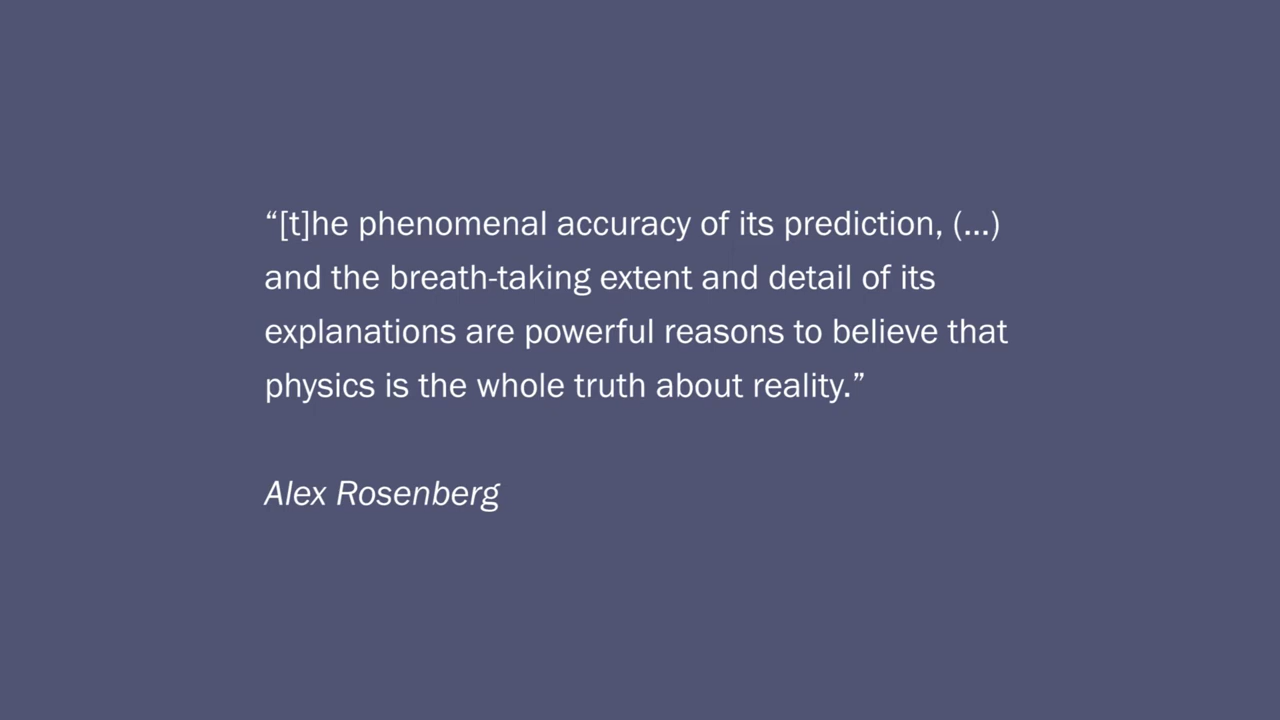 “[t]he phenomenal accuracy of its prediction, (...)
and the breath-taking extent and detail of its
explanations are powerful reasons to believe that
physics is the whole truth about reality.”
Alex Rosenberg